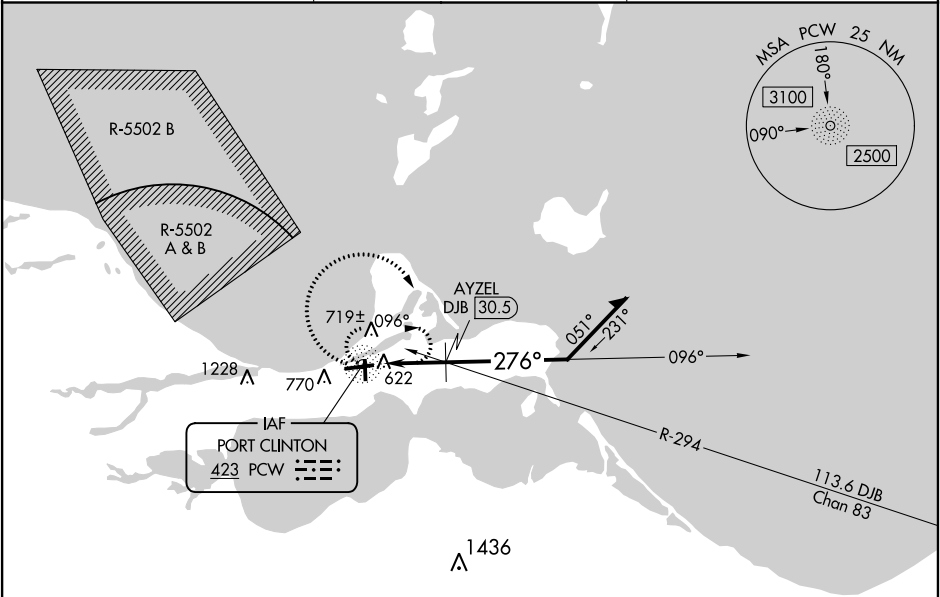 MSA PCW 25 NM
180°
3100
090°
2500
R-5502 B
R-5502
A & B
AYZEL
DJB 30.5
719±
096°
051°
231°
276°
096°
1228
770
622
IAF
PORT CLINTON
423 PCW
R-294
113.6 DJB
Chan 83
1436